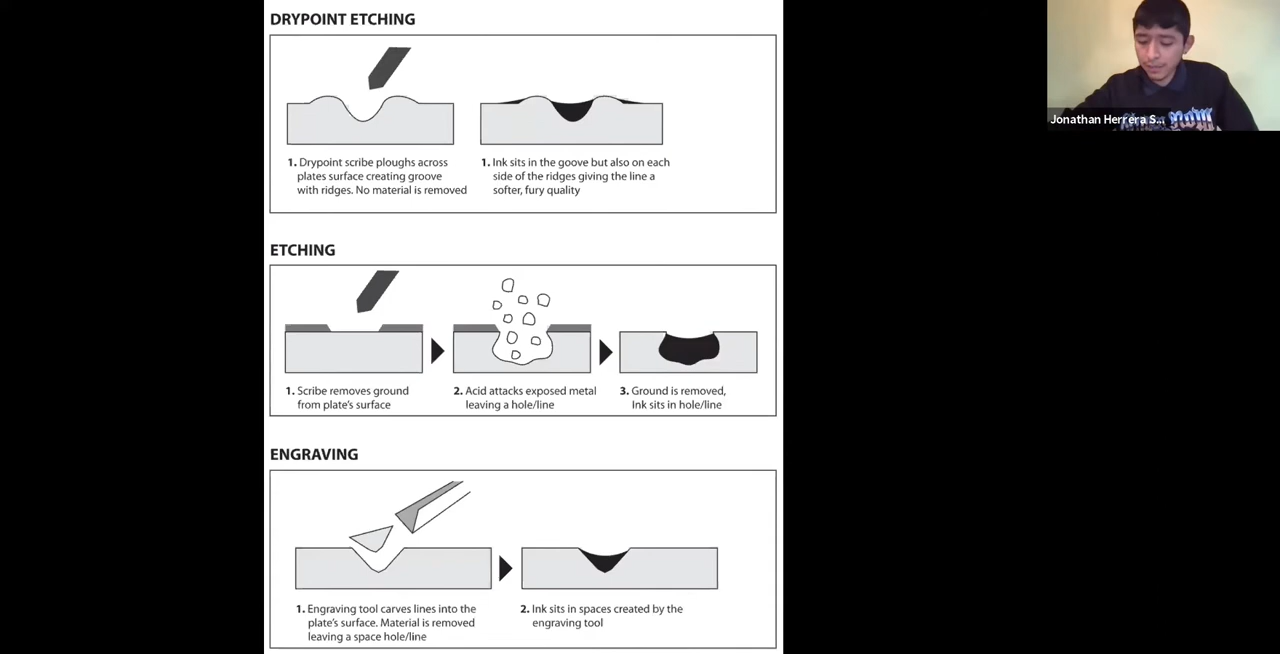 DRYPOINT ETCHING
1. Drypoint scribe ploughs across
plates surface creating groove
with ridges. No material is removed
1. Ink sits in the goove but also on each
side of the ridges giving the line a
softer, fury quality
Jonathan Herrera S...
ETCHING
1. Scribe removes ground
from plate's surface
2. Acid attacks exposed metal
leaving a hole/line
3. Ground is removed,
Ink sits in hole/line
ENGRAVING
1. Engraving tool carves lines into the
plate's surface. Material is removed
leaving a space hole/line
2. Ink sits in spaces created by the
engraving tool